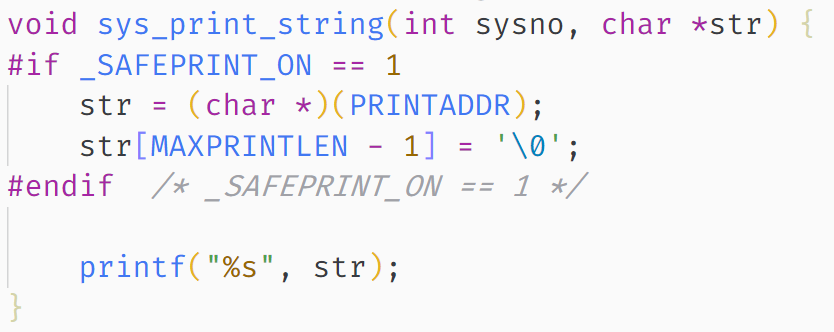 void sys_print_string(int sysno, char *str) {
#if _SAFEPRINT_ON == 1
    str = (char *)(PRINTADDR);
    str[MAXPRINTLEN - 1] = '\0';
#endif  /* _SAFEPRINT_ON == 1 */

    printf("%s", str);
}